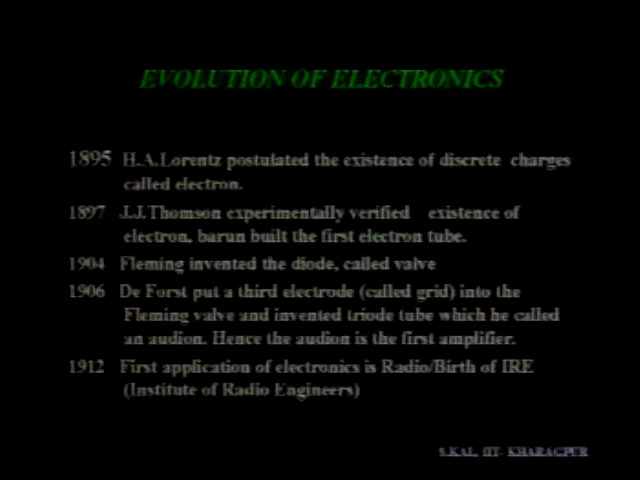 EVOLUTION OF ELECTRONICS
1895 H.A.Lorentz postulated the existence of discrete charges
called electron.
1897 J.J.Thomson experimentally verified existence of
electron, barun built the first electron tube.
1904 Fleming invented the diode, called valve
1906 De Forst put a third electrode (called grid) into the
Fleming valve and invented triode tube which he called
an audion. Hence the audion is the first amplifier.
1912 First application of electronics is Radio/Birth of IRE
(Institute of Radio Engineers)
S.KAL, IIT- KHARAGPUR